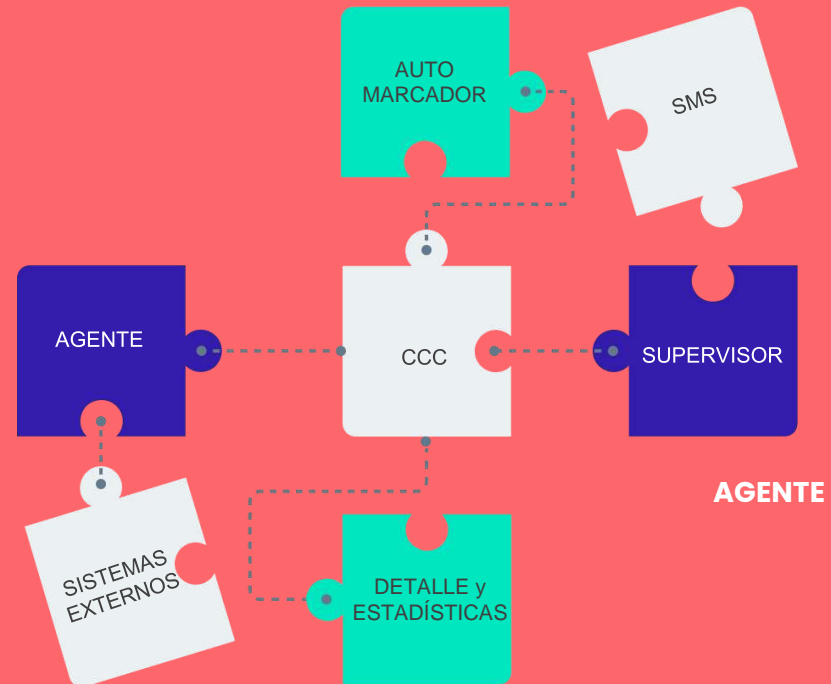 AUTO
MARCADOR
SMS
AGENTE
CCC
SUPERVISOR
AGENTE
SISTEMAS
EXTERNOS
DETALLE y
ESTADÍSTICAS